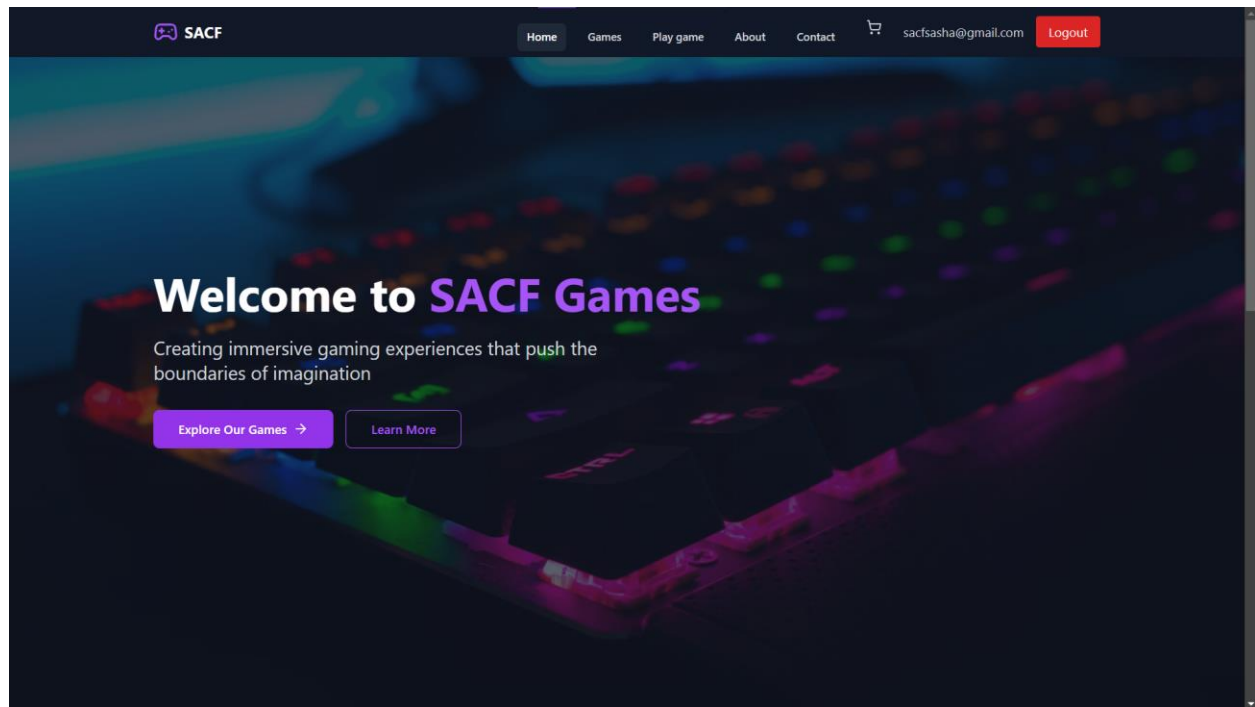 SACF
Home Games Play game About Contact sacfsasha@gmail.com Logout
Welcome to SACF Games
Creating immersive gaming experiences that push the
boundaries of imagination
Explore Our Games → Learn More
CTRL